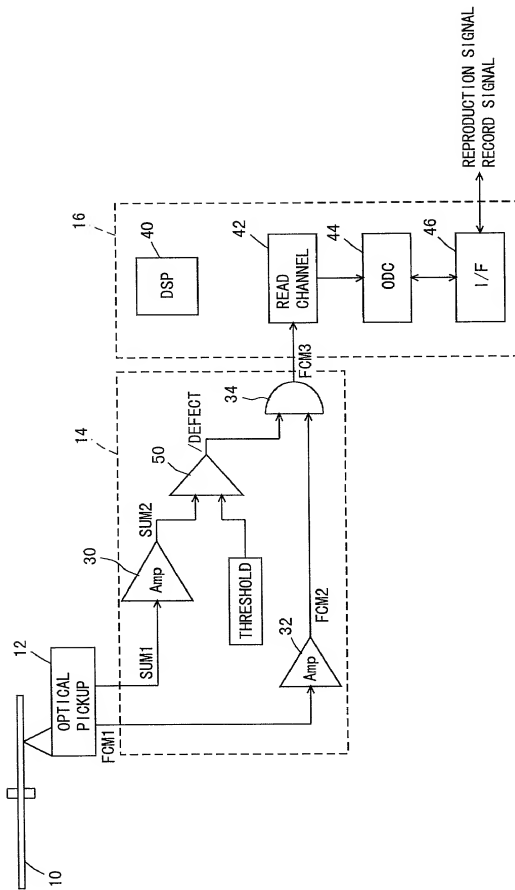 10
12
OPTICAL
PICKUP
FCM1
SUM1
14
30
Amp
SUM2
50
/DEFECT
THRESHOLD
32
Amp
FCM2
34
FCM3
16
40
DSP
42
READ
CHANNEL
44
ODC
46
I/F
REPRODUCTION SIGNAL
RECORD SIGNAL